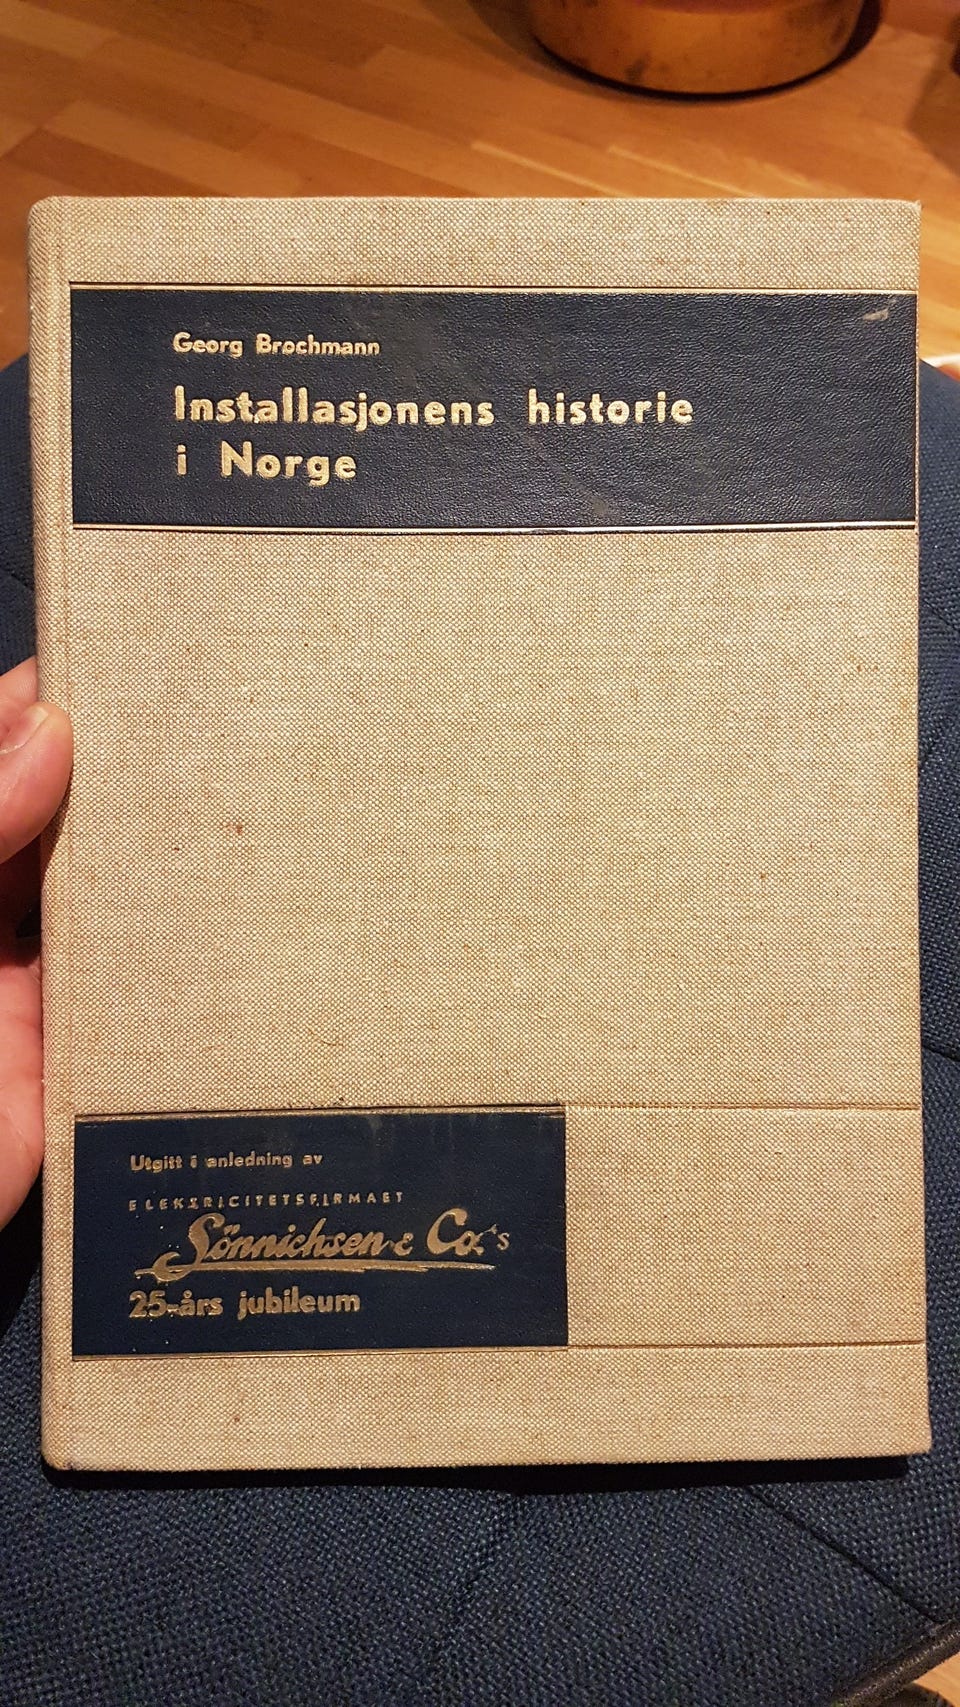 Georg Brochmann
Installasjonens historie
i Norge
Utgitt i anledning av
ELEKTRICITETSFIRMAET
Sönnichsen & Co.'s
25-års jubileum